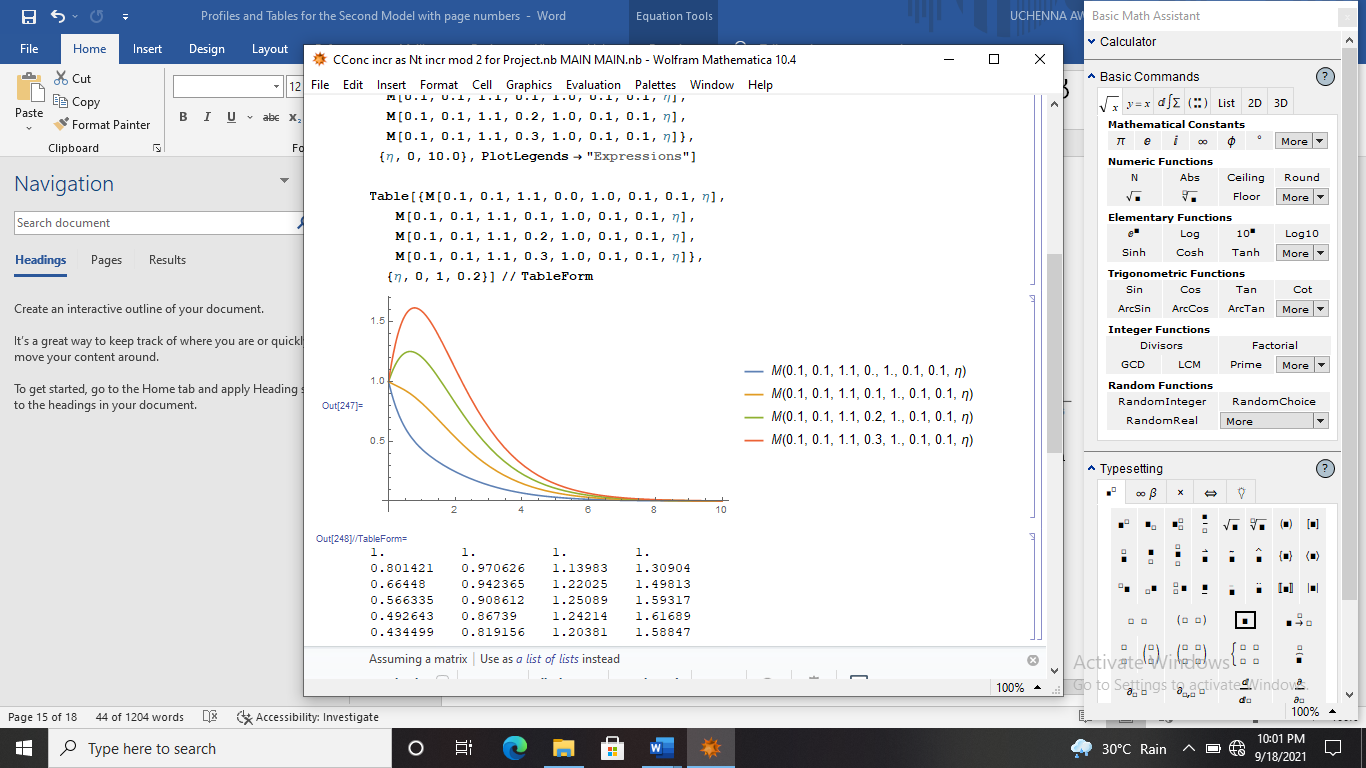 Profiles and Tables for the Second Model with page numbers - Word
Equation Tools
UCHENNA AW
File Home Insert Design Layout
Cut
Copy
Format Painter
Paste
Clipboard
12
B I U abc x₂
Fo
Navigation
Search document
Headings Pages Results
Create an interactive outline of your document.
It's a great way to keep track of where you are or quickl
move your content around.
To get started, go to the Home tab and apply Heading s
to the headings in your document.
CConc incr as Nt incr mod 2 for Project.nb MAIN MAIN.nb - Wolfram Mathematica 10.4
File Edit Insert Format Cell Graphics Evaluation Palettes Window Help
M[0.1, 0.1, 1.1, 0.1, 1.0, 0.1, 0.1, η],
M[0.1, 0.1, 1.1, 0.2, 1.0, 0.1, 0.1, η],
M[0.1, 0.1, 1.1, 0.3, 1.0, 0.1, 0.1, η]},
{η, 0, 10.0}, PlotLegends → "Expressions"]
Table[{M[0.1, 0.1, 1.1, 0.0, 1.0, 0.1, 0.1, η],
M[0.1, 0.1, 1.1, 0.1, 1.0, 0.1, 0.1, η],
M[0.1, 0.1, 1.1, 0.2, 1.0, 0.1, 0.1, η],
M[0.1, 0.1, 1.1, 0.3, 1.0, 0.1, 0.1, η]},
{η, 0, 1, 0.2}] // TableForm
Out[247]=
1.5
1.0
0.5
2 4 6 8 10
M(0.1, 0.1, 1.1, 0., 1., 0.1, 0.1, η)
M(0.1, 0.1, 1.1, 0.1, 1., 0.1, 0.1, η)
M(0.1, 0.1, 1.1, 0.2, 1., 0.1, 0.1, η)
M(0.1, 0.1, 1.1, 0.3, 1., 0.1, 0.1, η)
Out[248]//TableForm=
1. 1. 1. 1.
0.801421 0.970626 1.13983 1.30904
0.66448 0.942365 1.22025 1.49813
0.566335 0.908612 1.25089 1.59317
0.492643 0.86739 1.24214 1.61689
0.434499 0.819156 1.20381 1.58847
Assuming a matrix | Use as a list of lists instead
100%
Basic Math Assistant
Calculator
Basic Commands ?
√x y=x d∫Σ (::) List 2D 3D
Mathematical Constants
π e i ∞ ϕ ° More
Numeric Functions
N Abs Ceiling Round
√■ Floor More
Elementary Functions
e■ Log 10■ Log10
Sinh Cosh Tanh More
Trigonometric Functions
Sin Cos Tan Cot
ArcSin ArcCos ArcTan More
Integer Functions
Divisors Factorial
GCD LCM Prime More
Random Functions
RandomInteger RandomChoice
RandomReal More
Typesetting ?
∞ β × ⇔
Activate Windows
Go to Settings to activate Windows.
100%
Page 15 of 18 44 of 1204 words Accessibility: Investigate
Type here to search
30°C Rain
10:01 PM
9/18/2021